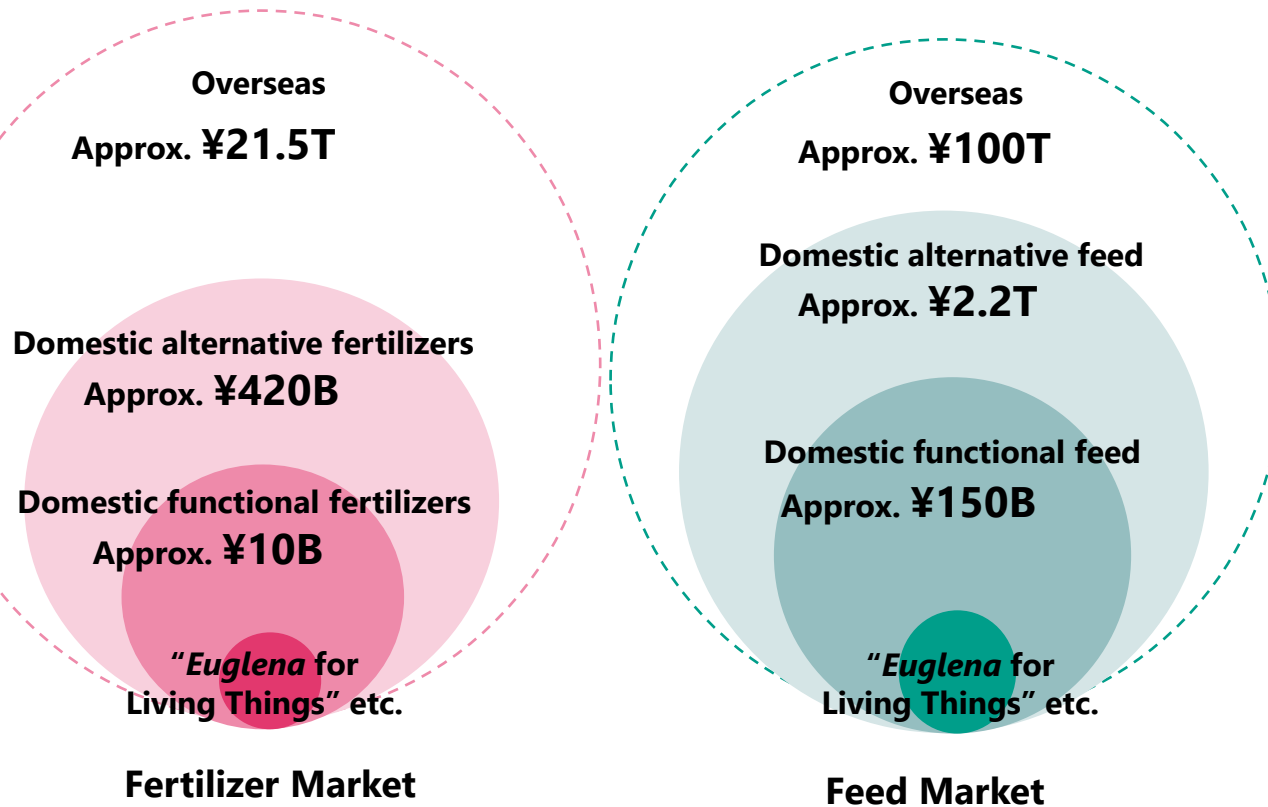 Overseas
Approx. ¥21.5T
Domestic alternative fertilizers
Approx. ¥420B
Domestic functional fertilizers
Approx. ¥10B
“Euglena for
Living Things” etc.
Fertilizer Market
Overseas
Approx. ¥100T
Domestic alternative feed
Approx. ¥2.2T
Domestic functional feed
Approx. ¥150B
“Euglena for
Living Things” etc.
Feed Market